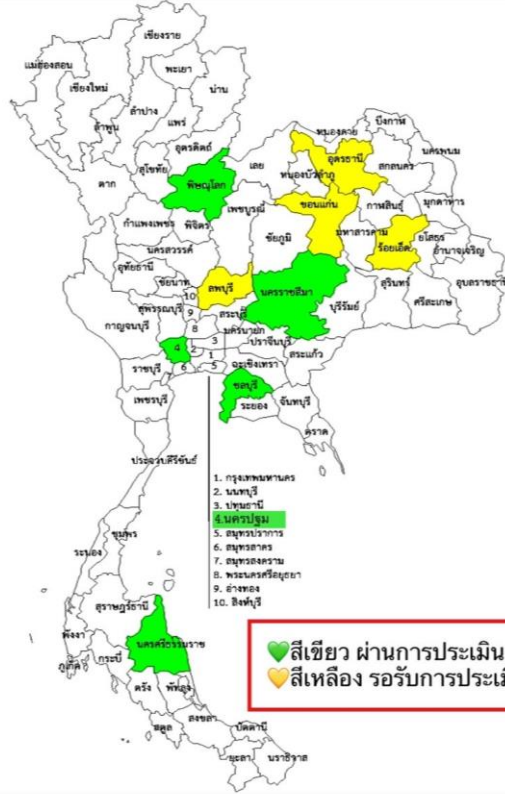 เชียงราย
แม่ฮ่องสอน
พะเยา
เชียงใหม่
น่าน
ลำปาง
ลำพูน
แพร่
อุตรดิตถ์
บึงกาฬ
หนองคาย
เลย
อุดรธานี
นครพนม
สุโขทัย
หนองบัวลำภู
สกลนคร
ตาก
พิษณุโลก
ขอนแก่น
กาฬสินธุ์
มุกดาหาร
เพชรบูรณ์
กำแพงเพชร
พิจิตร
ชัยภูมิ
มหาสารคาม
ร้อยเอ็ด
ยโสธร
อำนาจเจริญ
นครสวรรค์
อุทัยธานี
ชัยนาท
ลพบุรี
นครราชสีมา
บุรีรัมย์
สุรินทร์
ศรีสะเกษ
อุบลราชธานี
10
สุพรรณบุรี
9
สระบุรี
กาญจนบุรี
8
นครนายก
3
ปราจีนบุรี
4
2
1
สระแก้ว
ราชบุรี
6
5
ฉะเชิงเทรา
7
ชลบุรี
เพชรบุรี
ระยอง
จันทบุรี
ตราด
ประจวบคีรีขันธ์
1. กรุงเทพมหานคร
2. นนทบุรี
3. ปทุมธานี
4.นครปฐม
5. สมุทรปราการ
6. สมุทรสาคร
7. สมุทรสงคราม
8. พระนครศรีอยุธยา
9. อ่างทอง
10. สิงห์บุรี
ชุมพร
ระนอง
สุราษฎร์ธานี
พังงา
นครศรีธรรมราช
ภูเก็ต
กระบี่
ตรัง
พัทลุง
สตูล
สงขลา
ปัตตานี
ยะลา
นราธิวาส
💚สีเขียว ผ่านการประเมิน
💛สีเหลือง รอรับการประเมิ